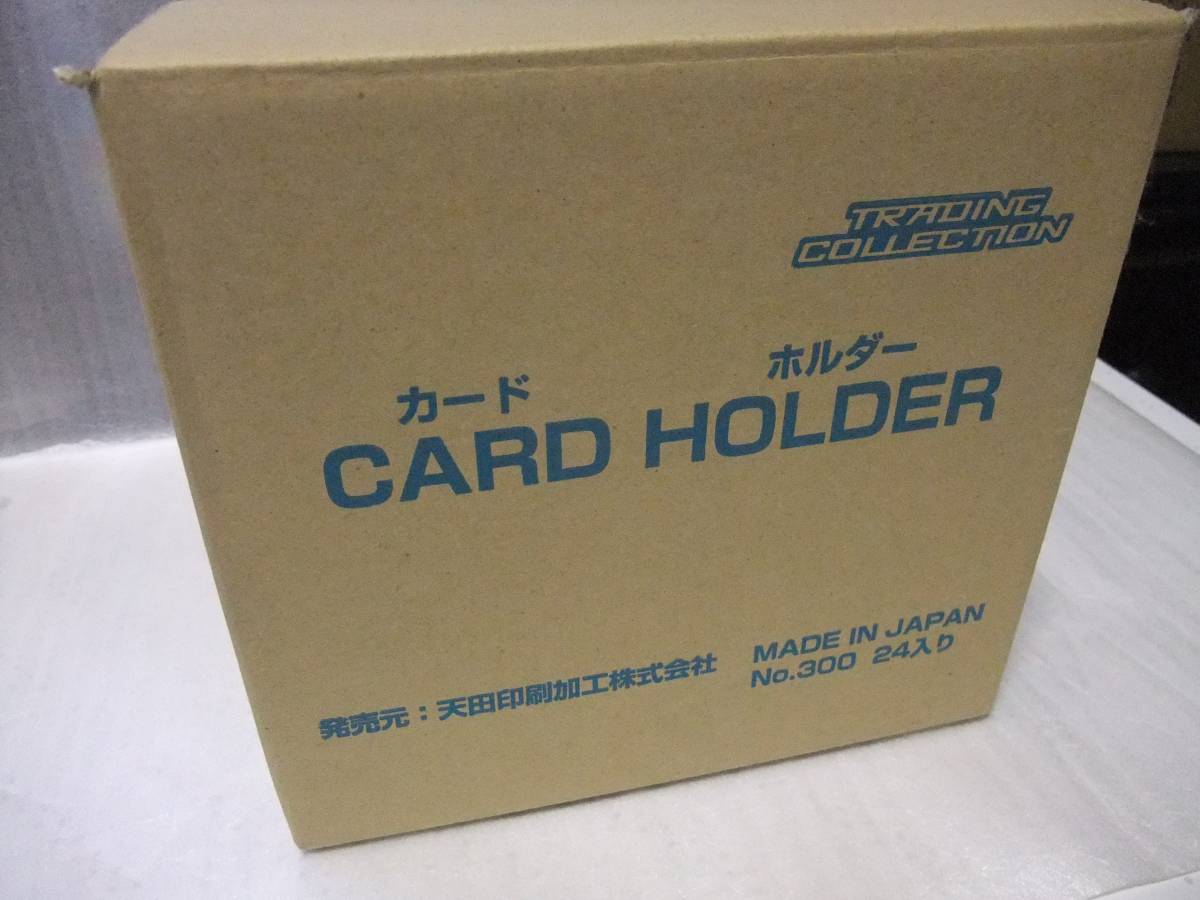 TRADING
COLLECTION
カード ホルダー
CARD HOLDER
発売元：天田印刷加工株式会社
MADE IN JAPAN
No.300 24入り